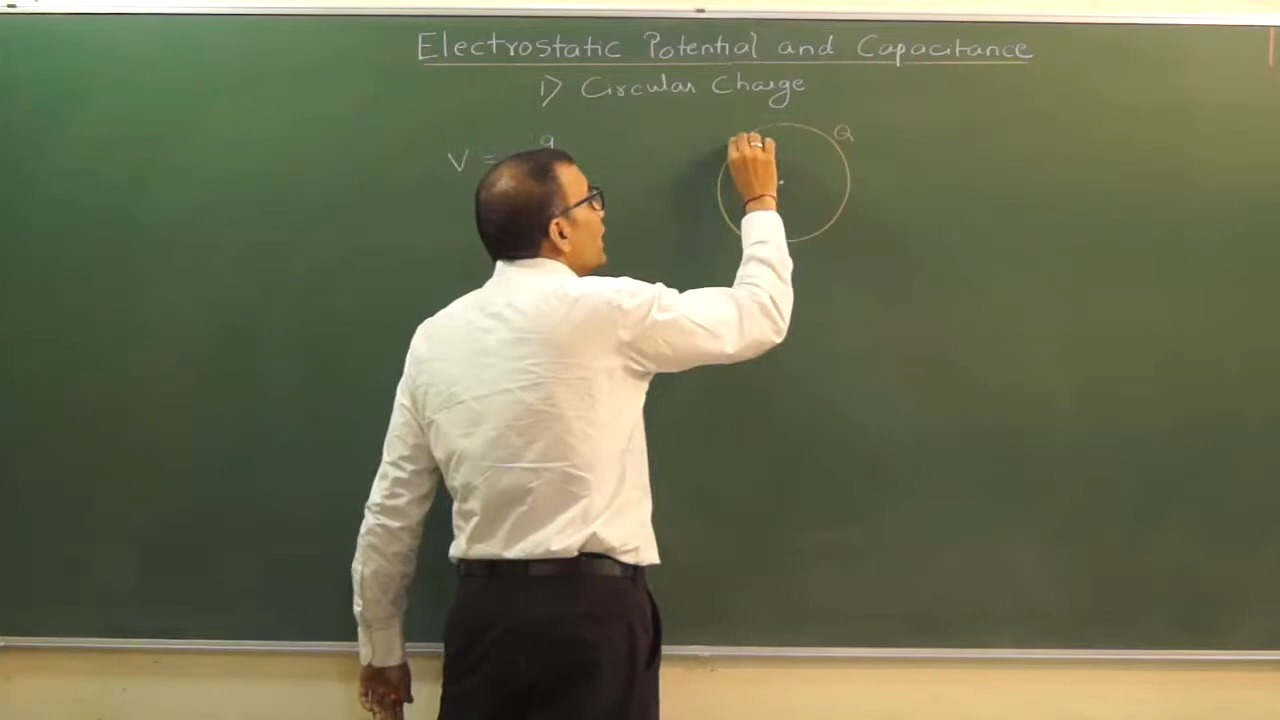 Electrostatic Potential and Capacitance
1) Circular Charge
V = q
Q